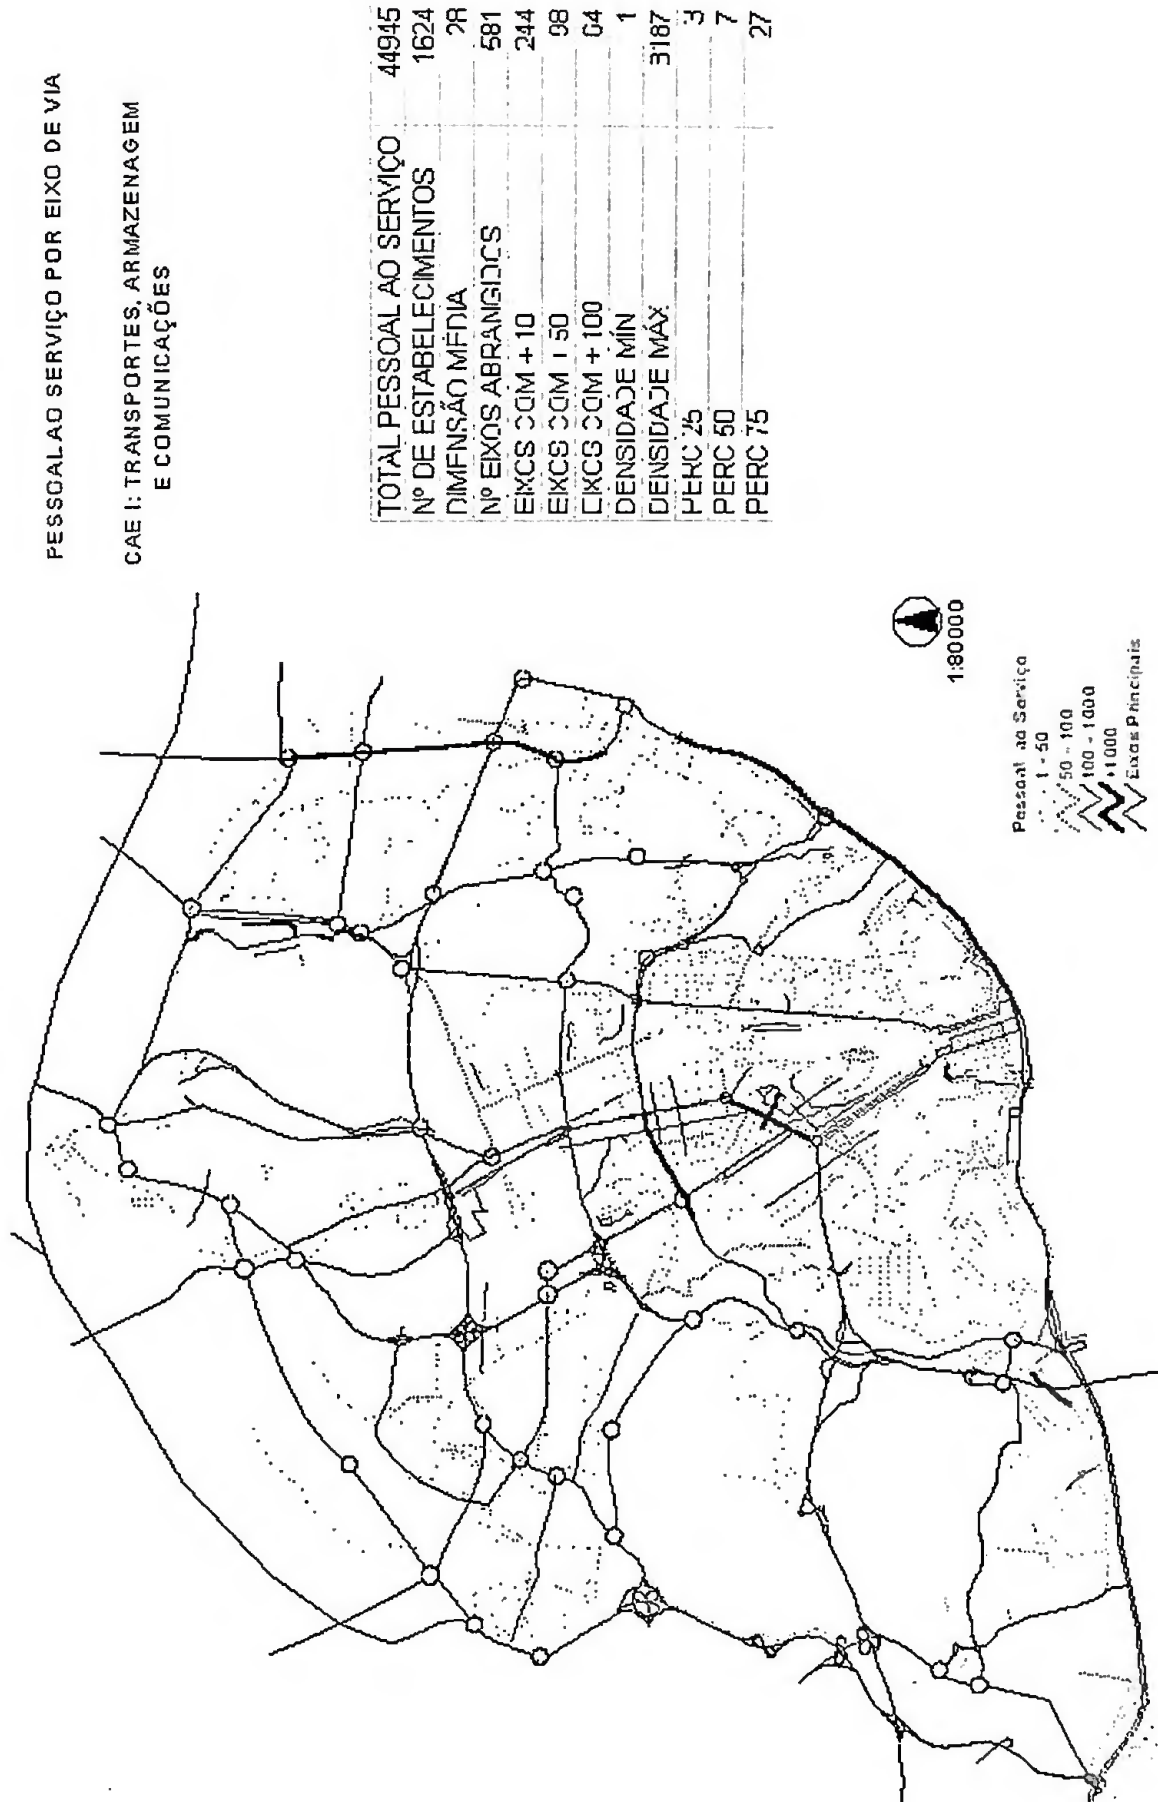 PESSOAL AO SERVIÇO POR EIXO DE VIA
CAE I: TRANSPORTES, ARMAZENAGEM
E COMUNICAÇÕES
TOTAL PESSOAL AO SERVIÇO 44945
Nº DE ESTABELECIMENTOS 1624
DIMENSÃO MÉDIA 28
Nº EIXOS ABRANGIDOS 581
EIXOS COM + 10 244
EIXOS COM + 50 98
EIXOS COM + 100 64
DENSIDADE MÍN 1
DENSIDADE MÁX 3187
PERC 25 3
PERC 50 7
PERC 75 27
1:80000
Pessoal ao Serviço
1 - 50
50 - 100
100 - 1000
+1000
Eixos Principais